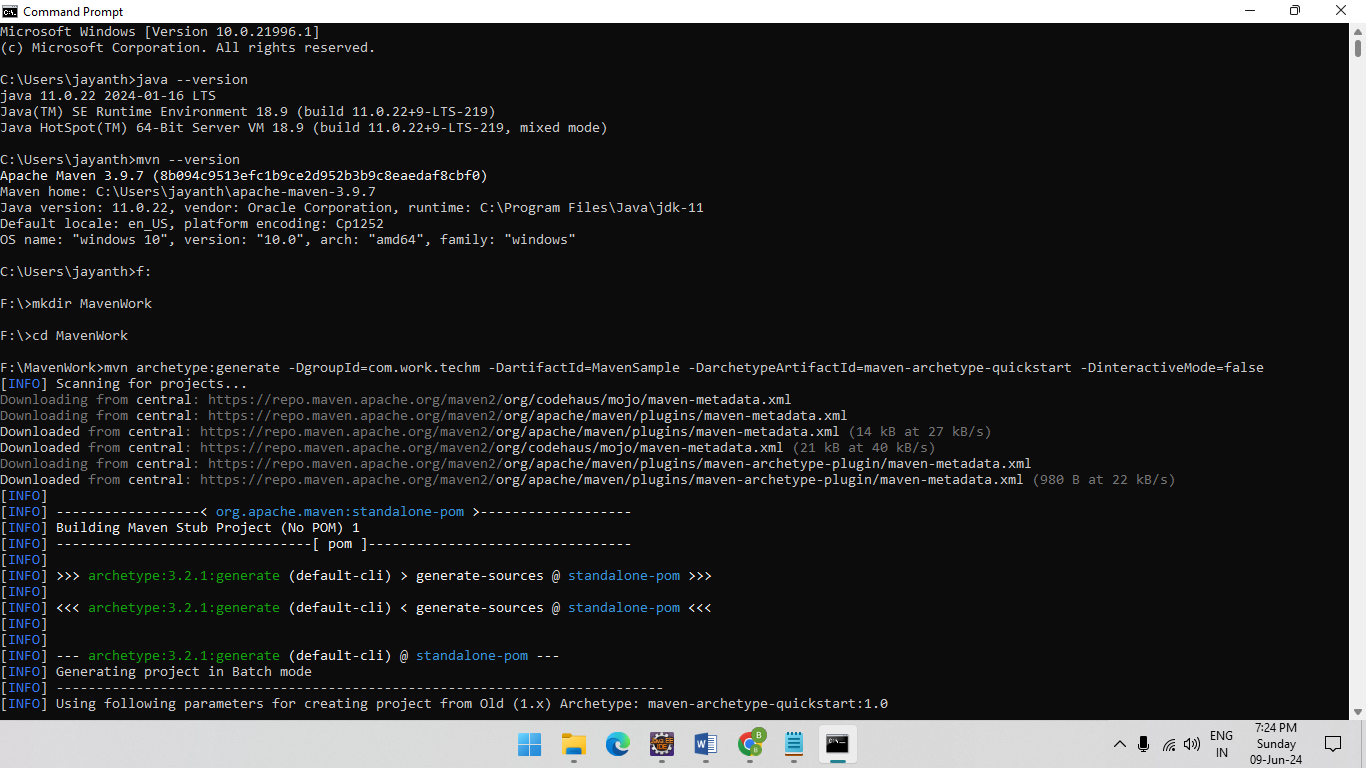 Command Prompt
Microsoft Windows [Version 10.0.21996.1]
(c) Microsoft Corporation. All rights reserved.
C:\Users\jayanth>java --version
java 11.0.22 2024-01-16 LTS
Java(TM) SE Runtime Environment 18.9 (build 11.0.22+9-LTS-219)
Java HotSpot(TM) 64-Bit Server VM 18.9 (build 11.0.22+9-LTS-219, mixed mode)
C:\Users\jayanth>mvn --version
Apache Maven 3.9.7 (8b094c9513efc1b9ce2d952b3b9c8eaedaf8cbf0)
Maven home: C:\Users\jayanth\apache-maven-3.9.7
Java version: 11.0.22, vendor: Oracle Corporation, runtime: C:\Program Files\Java\jdk-11
Default locale: en_US, platform encoding: Cp1252
OS name: "windows 10", version: "10.0", arch: "amd64", family: "windows"
C:\Users\jayanth>f:
F:\>mkdir MavenWork
F:\>cd MavenWork
F:\MavenWork>mvn archetype:generate -DgroupId=com.work.techm -DartifactId=MavenSample -DarchetypeArtifactId=maven-archetype-quickstart -DinteractiveMode=false
[INFO] Scanning for projects...
Downloading from central: https://repo.maven.apache.org/maven2/org/codehaus/mojo/maven-metadata.xml
Downloading from central: https://repo.maven.apache.org/maven2/org/apache/maven/plugins/maven-metadata.xml
Downloaded from central: https://repo.maven.apache.org/maven2/org/apache/maven/plugins/maven-metadata.xml (14 kB at 27 kB/s)
Downloaded from central: https://repo.maven.apache.org/maven2/org/codehaus/mojo/maven-metadata.xml (21 kB at 40 kB/s)
Downloading from central: https://repo.maven.apache.org/maven2/org/apache/maven/plugins/maven-archetype-plugin/maven-metadata.xml
Downloaded from central: https://repo.maven.apache.org/maven2/org/apache/maven/plugins/maven-archetype-plugin/maven-metadata.xml (980 B at 22 kB/s)
[INFO]
[INFO] ------------------< org.apache.maven:standalone-pom >-------------------
[INFO] Building Maven Stub Project (No POM) 1
[INFO] --------------------------------[ pom ]---------------------------------
[INFO]
[INFO] >>> archetype:3.2.1:generate (default-cli) > generate-sources @ standalone-pom >>>
[INFO]
[INFO] <<< archetype:3.2.1:generate (default-cli) < generate-sources @ standalone-pom <<<
[INFO]
[INFO]
[INFO] --- archetype:3.2.1:generate (default-cli) @ standalone-pom ---
[INFO] Generating project in Batch mode
[INFO] ----------------------------------------------------------------------------
[INFO] Using following parameters for creating project from Old (1.x) Archetype: maven-archetype-quickstart:1.0
ENG
IN
7:24 PM
Sunday
09-Jun-24